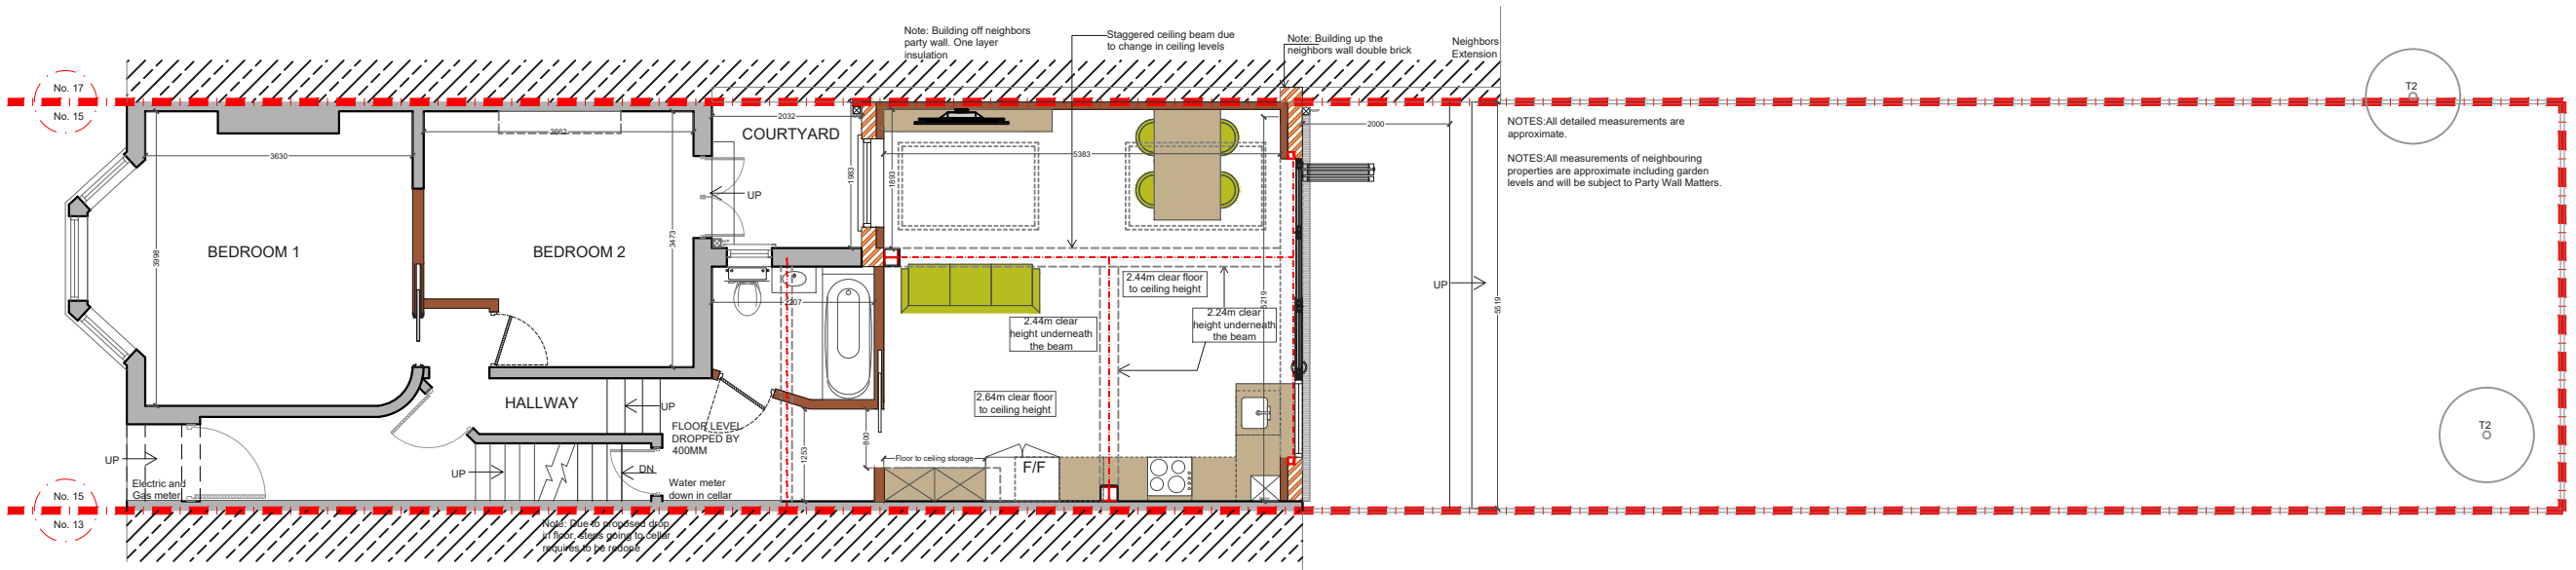 Note: Building off neighbors
party wall. One layer
insulation
Staggered ceiling beam due
to change in ceiling levels
Note: Building up the
neighbors wall double brick
Neighbors
Extension
No. 17
No. 15
T2
2032
COURTYARD
2000
NOTES:All detailed measurements are
approximate.
NOTES:All measurements of neighbouring
properties are approximate including garden
levels and will be subject to Party Wall Matters.
3662
3630
5383
1983
1893
UP
BEDROOM 1
BEDROOM 2
3998
3473
2.44m clear floor
to ceiling height
UP
2207
5219
5519
2.44m clear
height underneath
the beam
2.24m clear
height underneath
the beam
HALLWAY
UP
2.64m clear floor
to ceiling height
FLOOR LEVEL
DROPPED BY
400MM
T2
800
1253
UP
UP
DN
Floor to ceiling storage
F/F
Electric and
Gas meter
Water meter
down in cellar
No. 15
No. 13
Note: Due to proposed drop
in floor, steps going to cellar
requires to be redone